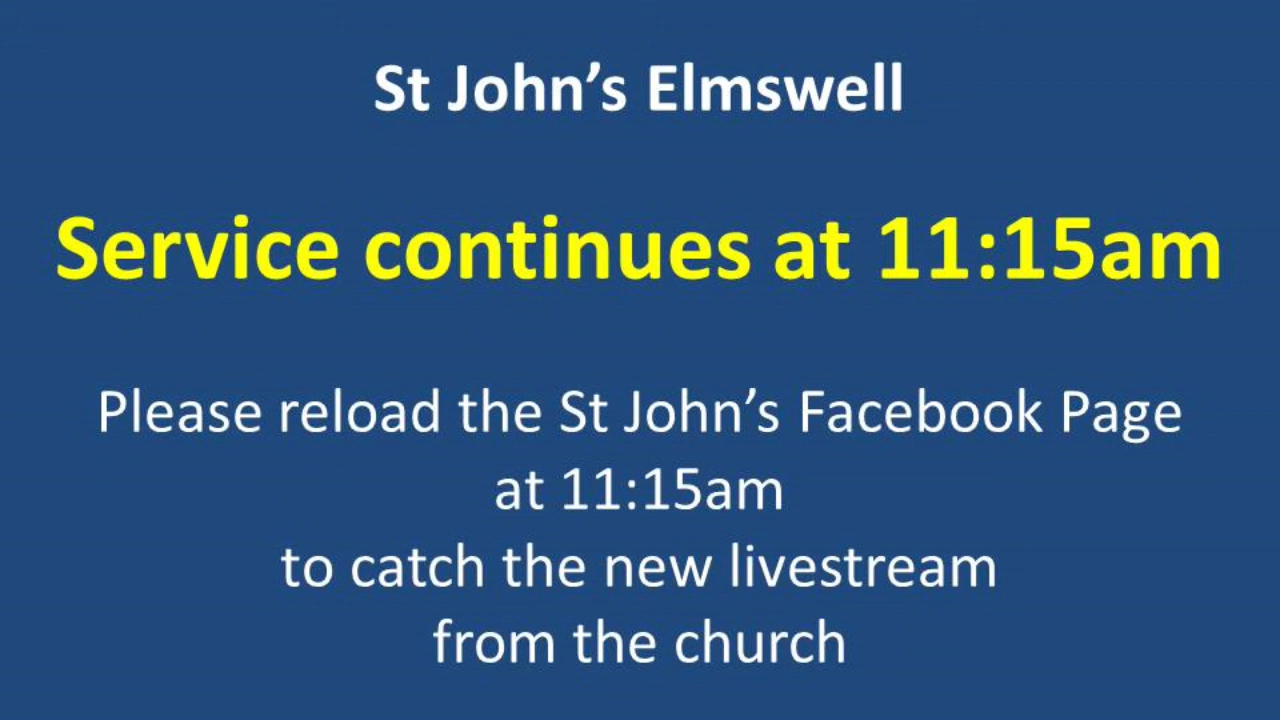 St John’s Elmswell
Service continues at 11:15am
Please reload the St John’s Facebook Page
at 11:15am
to catch the new livestream
from the church